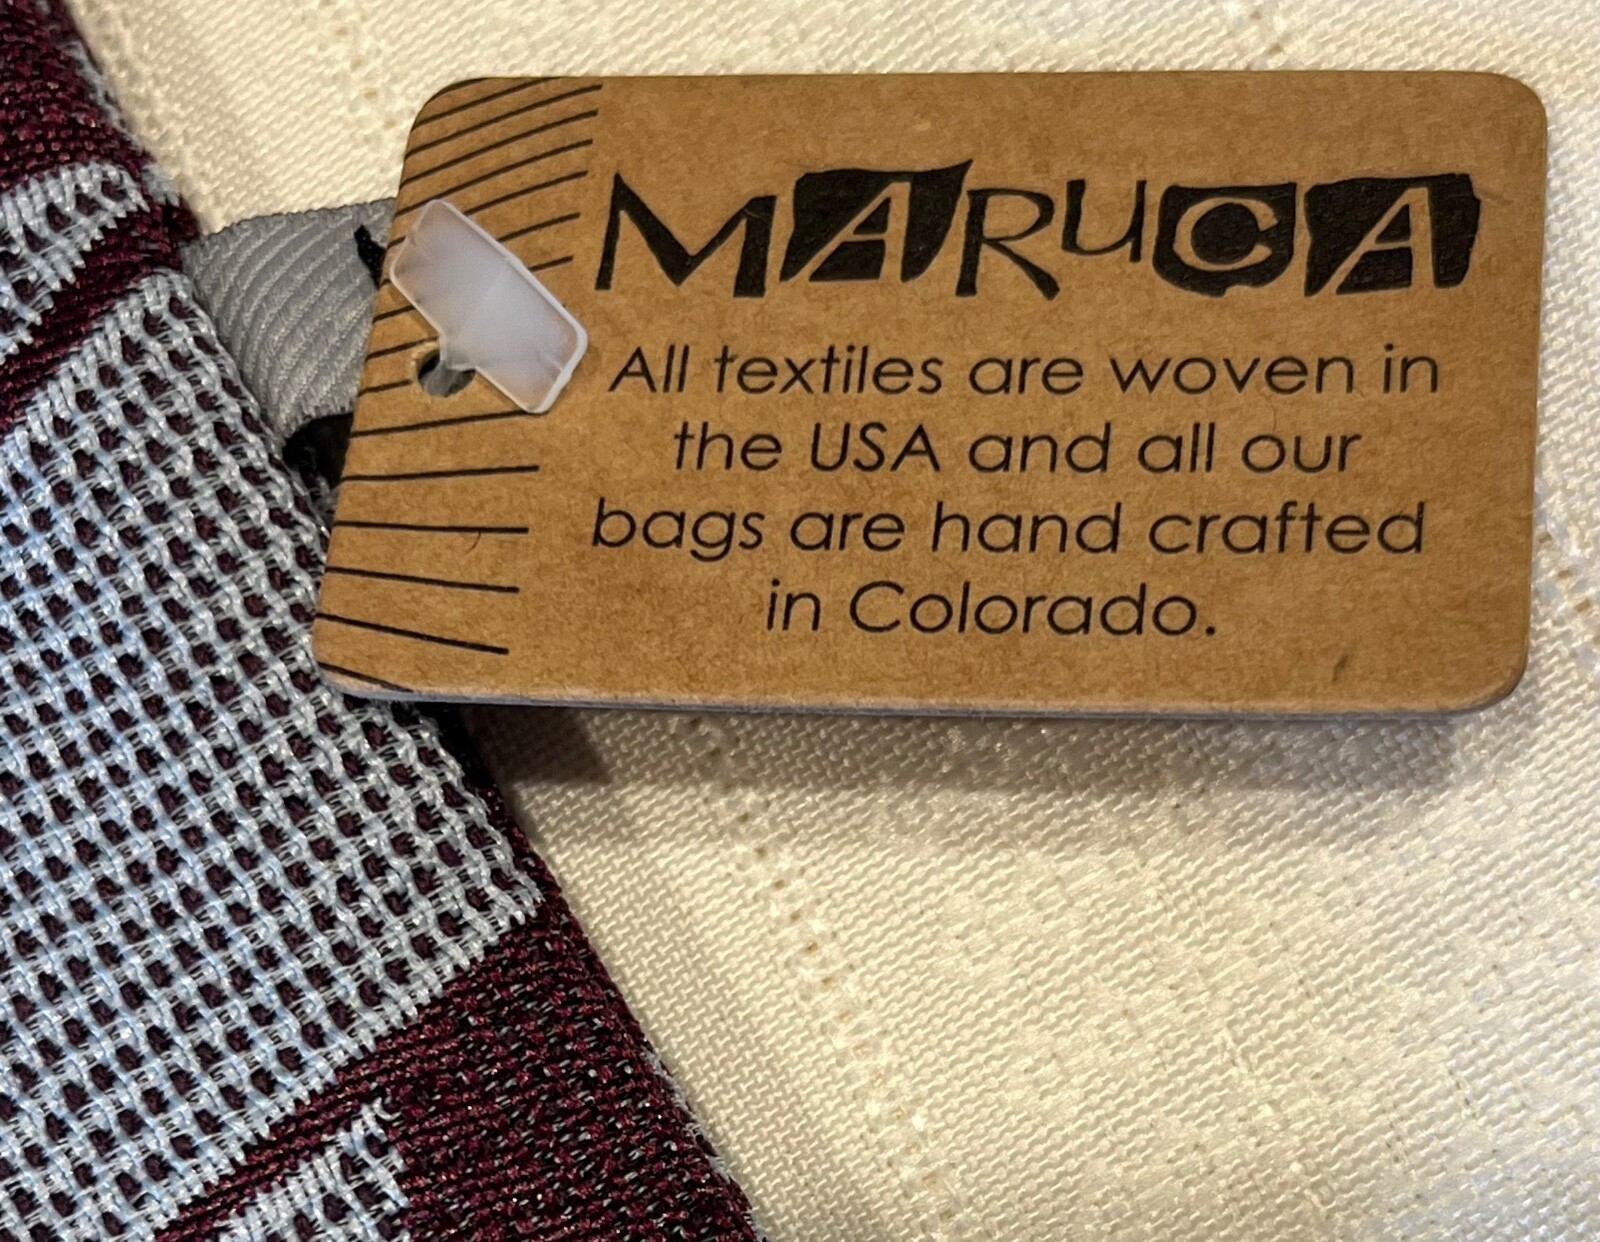 MARUCA
All textiles are woven in
the USA and all our
bags are hand crafted
in Colorado.